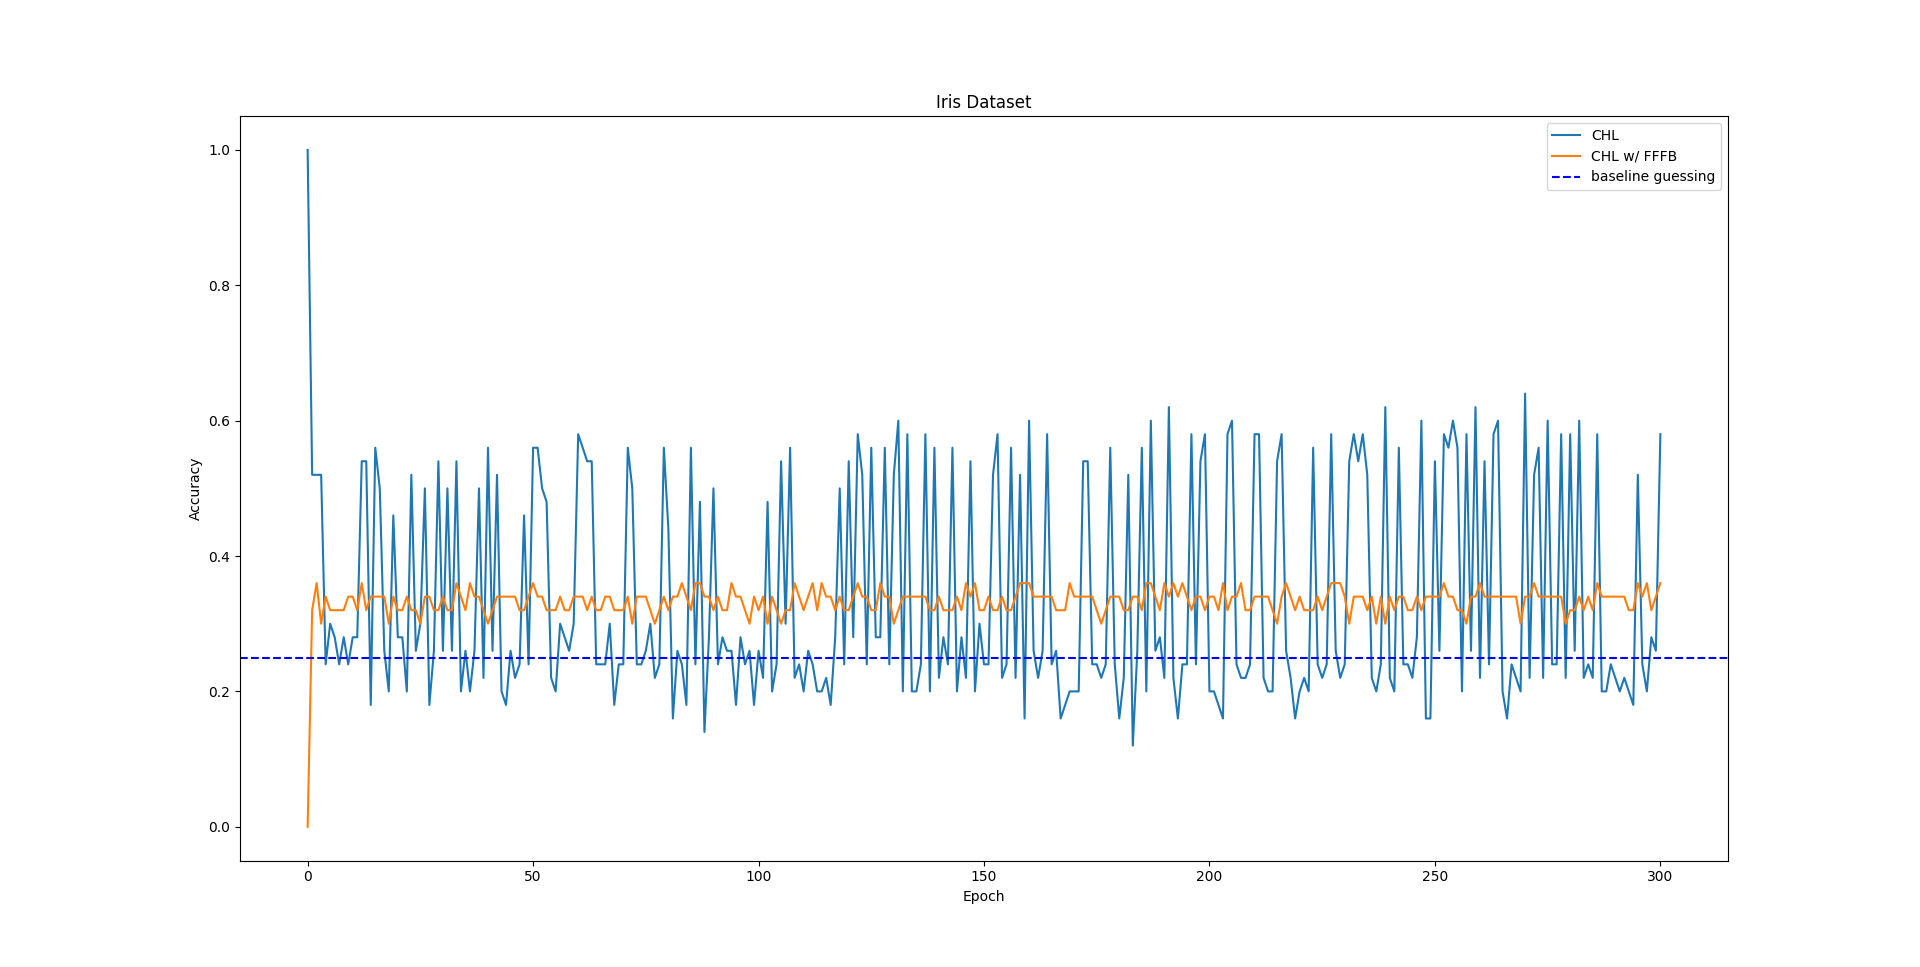 Iris Dataset
CHL
CHL w/ FFFB
baseline guessing
1.0
0.8
0.6
0.4
0.2
0.0
Accuracy
0 50 100 150 200 250 300
Epoch